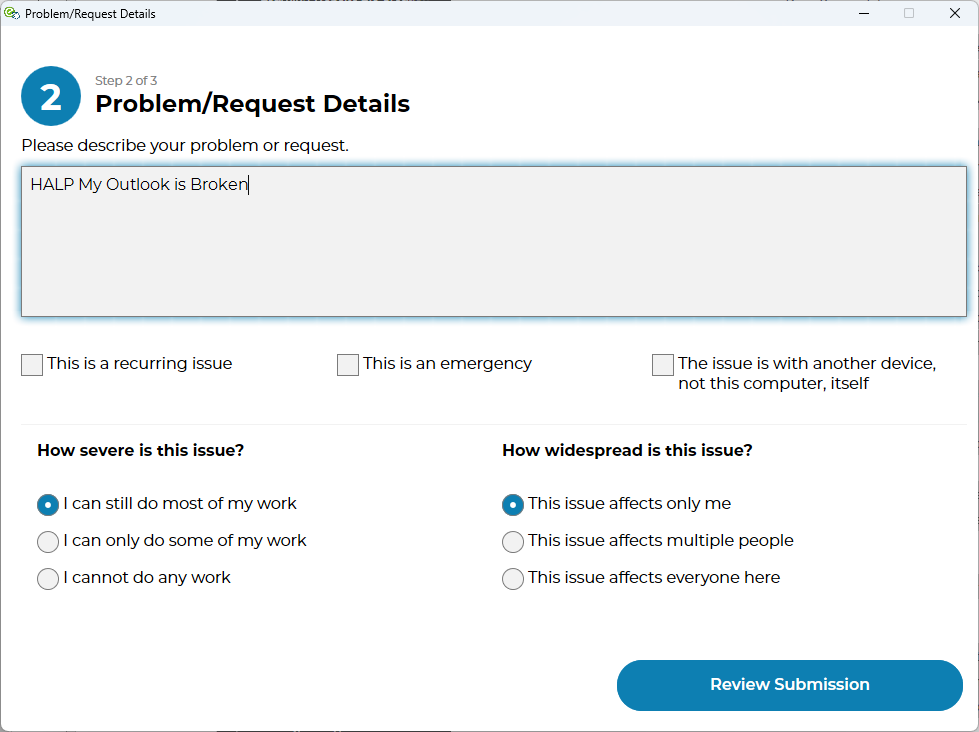 Problem/Request Details
2
Step 2 of 3
Problem/Request Details
Please describe your problem or request.
HALP My Outlook is Broken
This is a recurring issue
This is an emergency
The issue is with another device,
not this computer, itself
How severe is this issue?
How widespread is this issue?
I can still do most of my work
This issue affects only me
I can only do some of my work
This issue affects multiple people
I cannot do any work
This issue affects everyone here
Review Submission